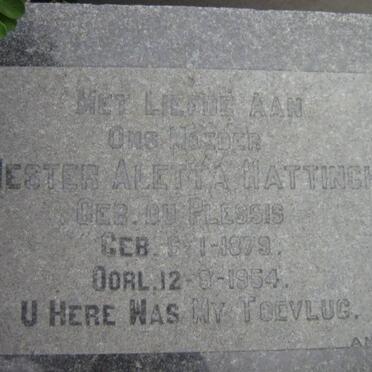 MET LIEFDE AAN
ONS MOEDER
HESTER ALETTA HATTINGH
GEB. DU PLESSIS
GEB. 6-1-1879.
OORL. 12-9-1954.
U HERE WAS MY TOEVLUG.